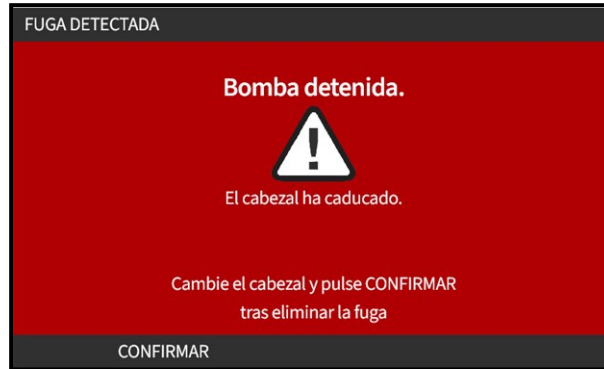 FUGA DETECTADA
Bomba detenida.
!
El cabezal ha caducado.
Cambie el cabezal y pulse CONFIRMAR
tras eliminar la fuga
CONFIRMAR